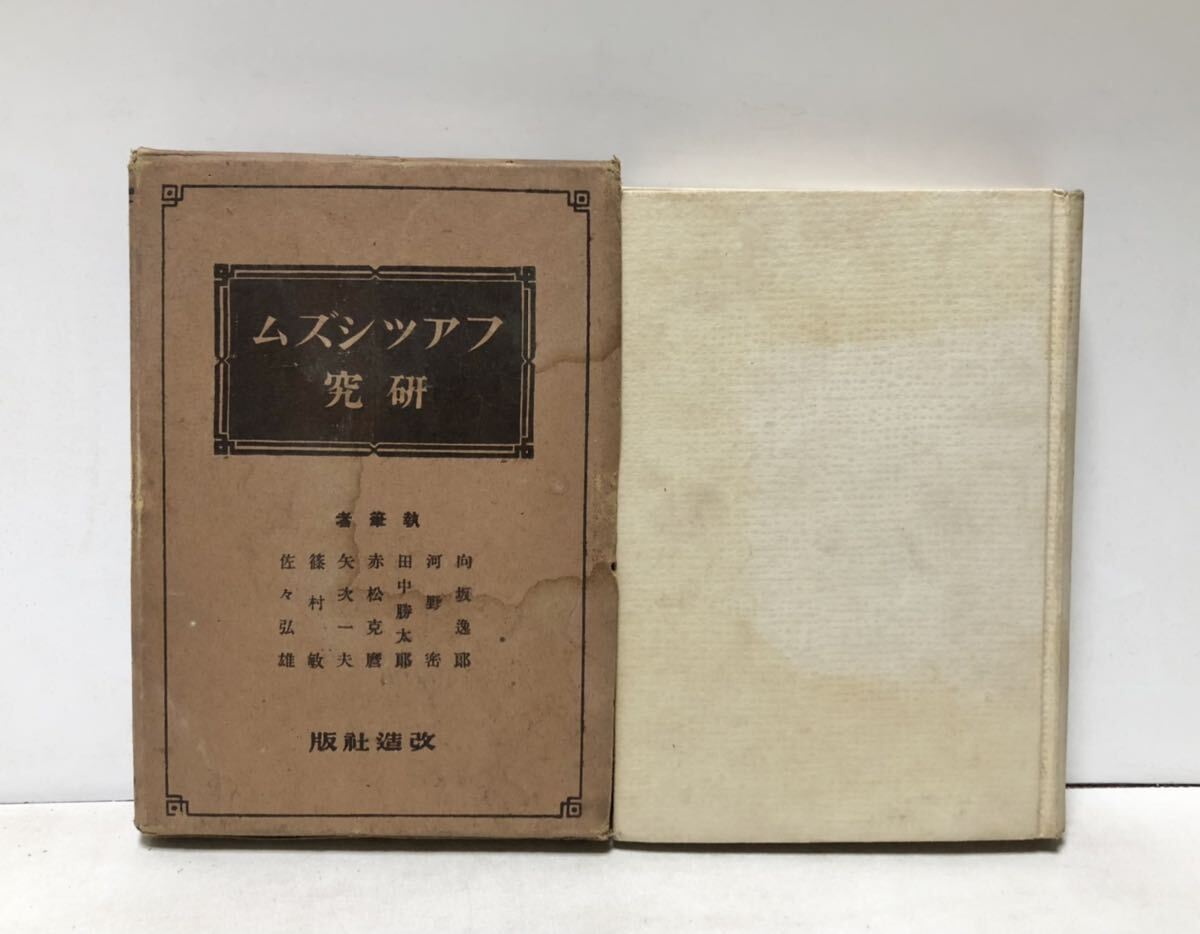 フアツシズム
研究
執筆者
向坂逸郎
河野密
田中勝太郎
赤松克麿
矢次一夫
篠村敏
佐々弘雄
改造社版